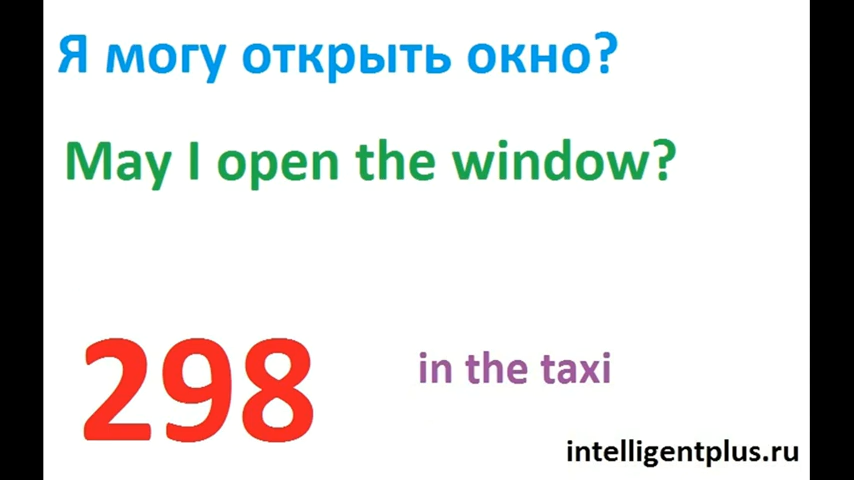 Я могу открыть окно?
May I open the window?
298
in the taxi
intelligentplus.ru